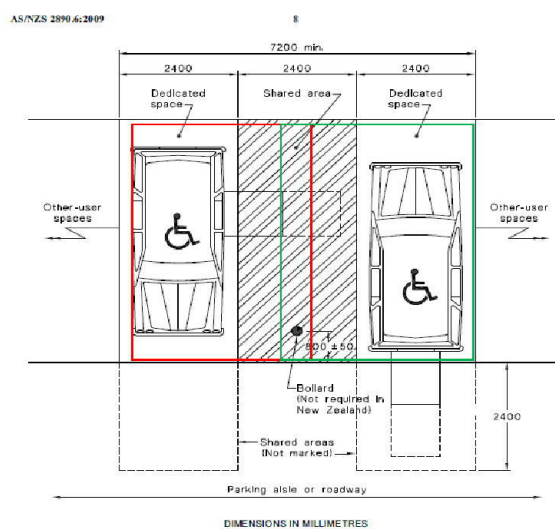 AS/NZS 2890.6:2009
8
7200 min.
2400
2400
2400
Dedicated
space
Shared area
Dedicated
space
Other-user
spaces
Other-user
spaces
800 ±50
Bollard
(Not required in
New Zealand)
2400
Shared areas
(Not marked)
Parking aisle or roadway
DIMENSIONS IN MILLIMETRES